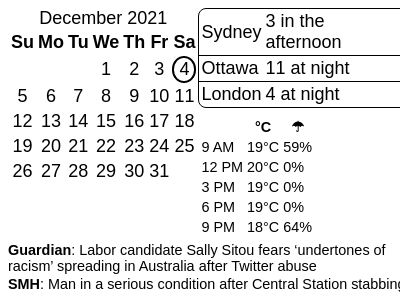 December 2021
Su Mo Tu We Th Fr Sa
1 2 3 4
5 6 7 8 9 10 11
12 13 14 15 16 17 18
19 20 21 22 23 24 25
26 27 28 29 30 31
Sydney 3 in the
afternoon
Ottawa 11 at night
London 4 at night
°C ☂
9 AM 19°C 59%
12 PM 20°C 0%
3 PM 19°C 0%
6 PM 19°C 0%
9 PM 18°C 64%
Guardian: Labor candidate Sally Sitou fears ‘undertones of
racism’ spreading in Australia after Twitter abuse
SMH: Man in a serious condition after Central Station stabbing